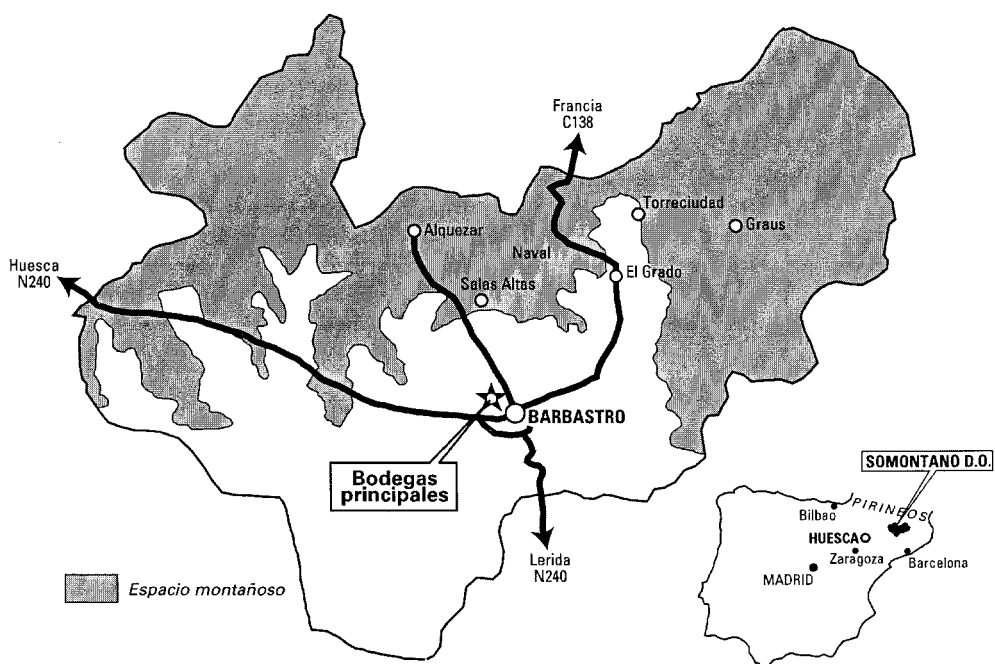 Francia
C138
Torreciudad
Graus
Alquezar
Naval
El Grado
Salas Altas
Huesca
N240
BARBASTRO
Bodegas
principales
Lerida
N240
Espacio montañoso
SOMONTANO D.O.
PIRINEOS
Bilbao
HUESCA
Zaragoza
Barcelona
MADRID